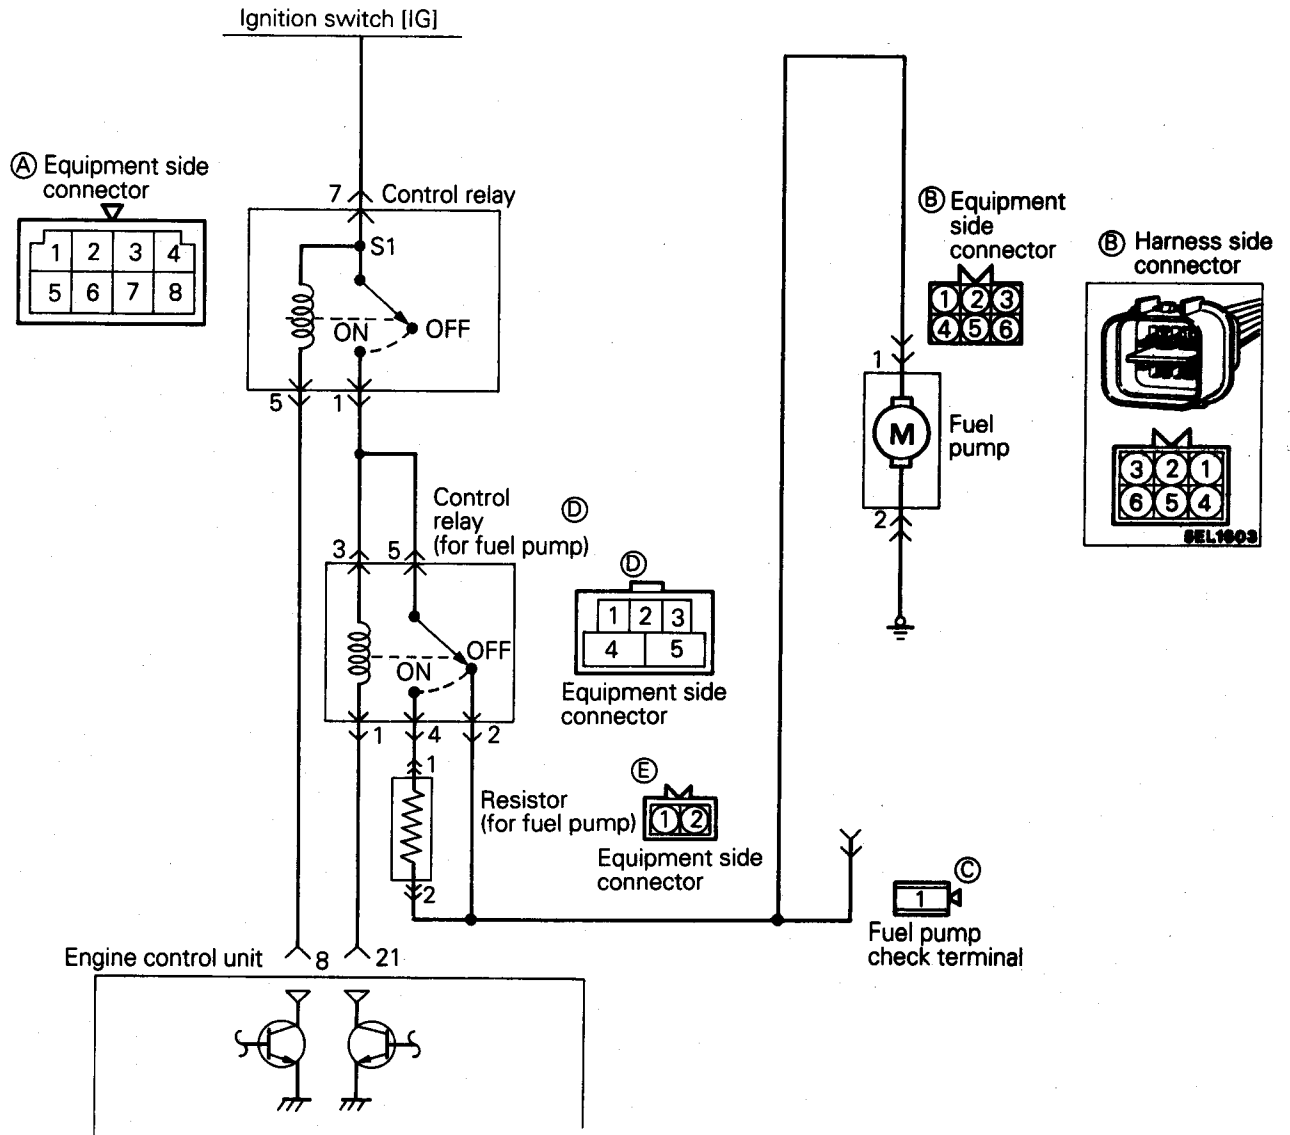 Ignition switch [IG]
Ⓐ Equipment side
connector
1 2 3 4
5 6 7 8
7
Control relay
S1
ON
OFF
5
1
Control
relay
(for fuel pump)
Ⓓ
3
5
OFF
ON
1
4
2
Ⓓ
1 2 3
4 5
Equipment side
connector
1
Resistor
(for fuel pump)
2
Ⓔ
1 2
Equipment side
connector
Engine control unit
8
21
Ⓑ Equipment
side
connector
1 2 3
4 5 6
1
M
Fuel
pump
2
Ⓑ Harness side
connector
3 2 1
6 5 4
5EL1603
Ⓒ
1
Fuel pump
check terminal